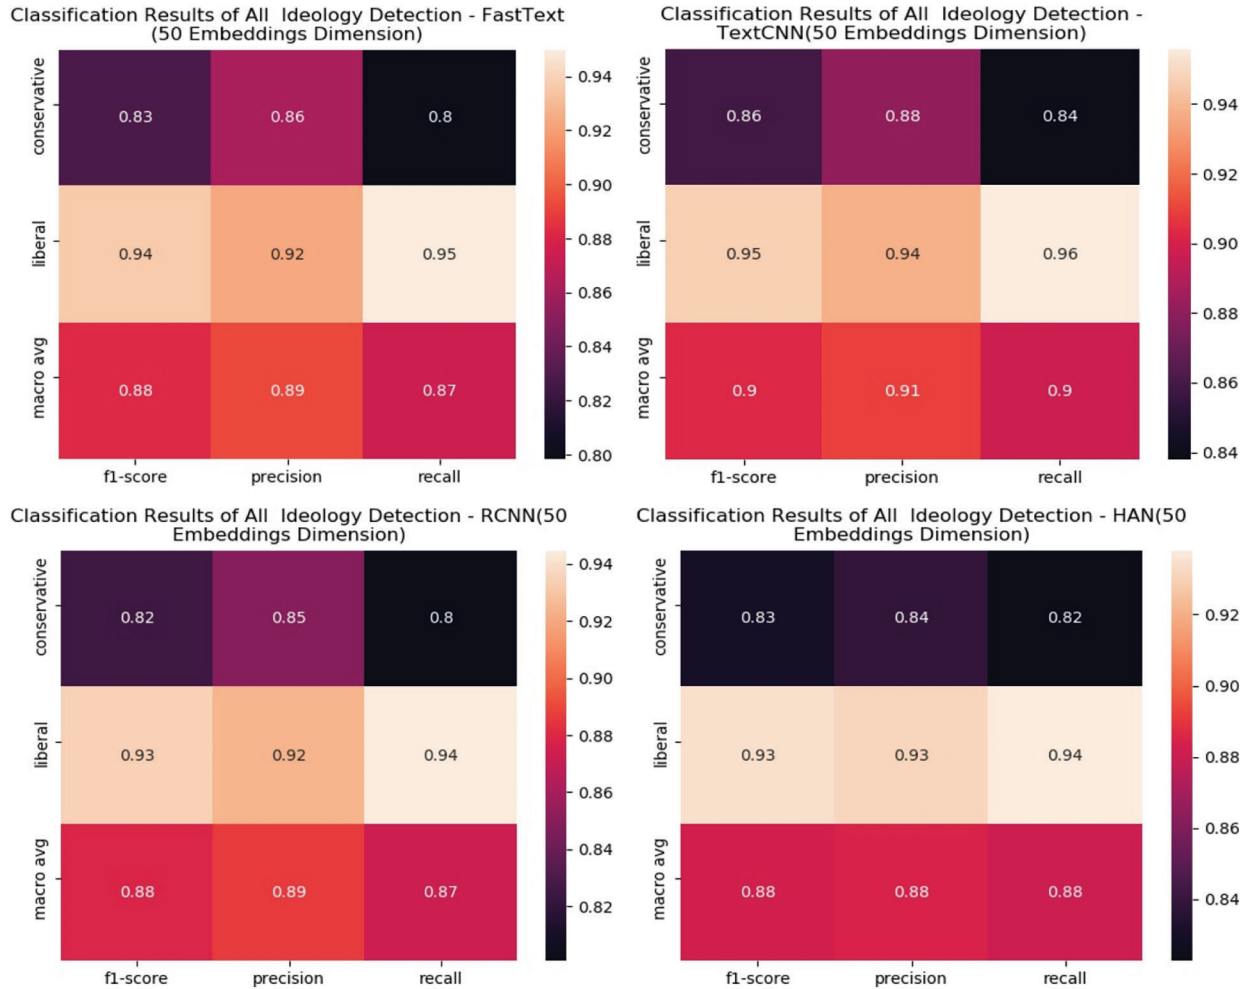 Classification Results of All  Ideology Detection - FastText
(50 Embeddings Dimension)
conservative
0.83 0.86 0.8
liberal
0.94 0.92 0.95
macro avg
0.88 0.89 0.87
f1-score precision recall
0.94
0.92
0.90
0.88
0.86
0.84
0.82
0.80
Classification Results of All  Ideology Detection -
TextCNN(50 Embeddings Dimension)
conservative
0.86 0.88 0.84
liberal
0.95 0.94 0.96
macro avg
0.9 0.91 0.9
f1-score precision recall
0.94
0.92
0.90
0.88
0.86
0.84
Classification Results of All  Ideology Detection - RCNN(50
Embeddings Dimension)
conservative
0.82 0.85 0.8
liberal
0.93 0.92 0.94
macro avg
0.88 0.89 0.87
f1-score precision recall
0.94
0.92
0.90
0.88
0.86
0.84
0.82
Classification Results of All  Ideology Detection - HAN(50
Embeddings Dimension)
conservative
0.83 0.84 0.82
liberal
0.93 0.93 0.94
macro avg
0.88 0.88 0.88
f1-score precision recall
0.92
0.90
0.88
0.86
0.84